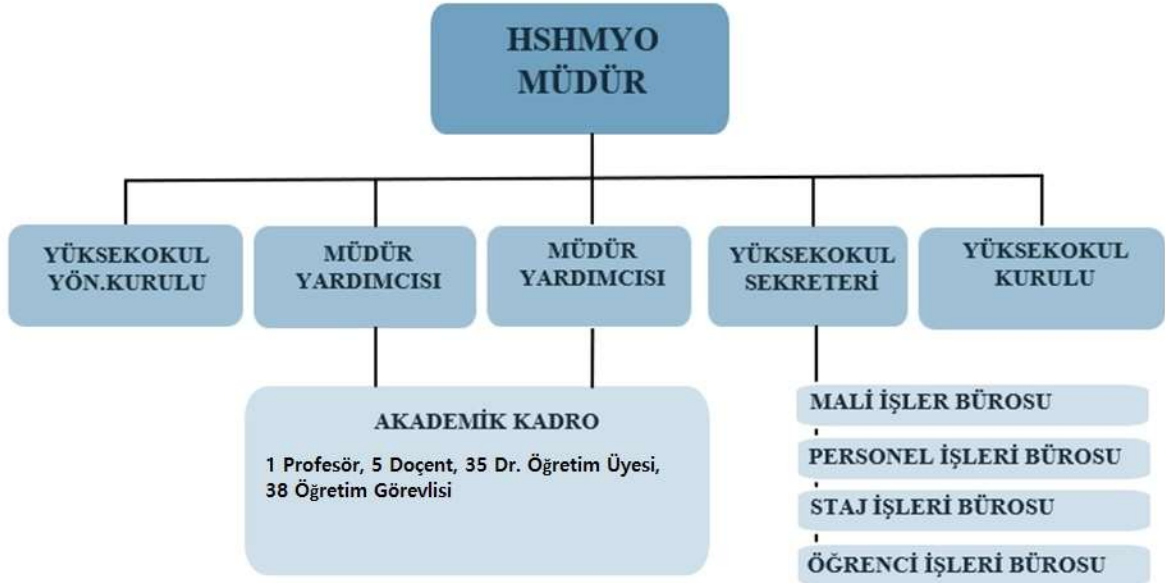 HSHMYO
MÜDÜR
YÜKSEKOKUL
YÖN.KURULU
MÜDÜR
YARDIMCISI
MÜDÜR
YARDIMCISI
YÜKSEKOKUL
SEKRETERİ
YÜKSEKOKUL
KURULU
AKADEMİK KADRO
1 Profesör, 5 Doçent, 35 Dr. Öğretim Üyesi,
38 Öğretim Görevlisi
MALİ İŞLER BÜROSU
PERSONEL İŞLERİ BÜROSU
STAJ İŞLERİ BÜROSU
ÖĞRENCİ İŞLERİ BÜROSU